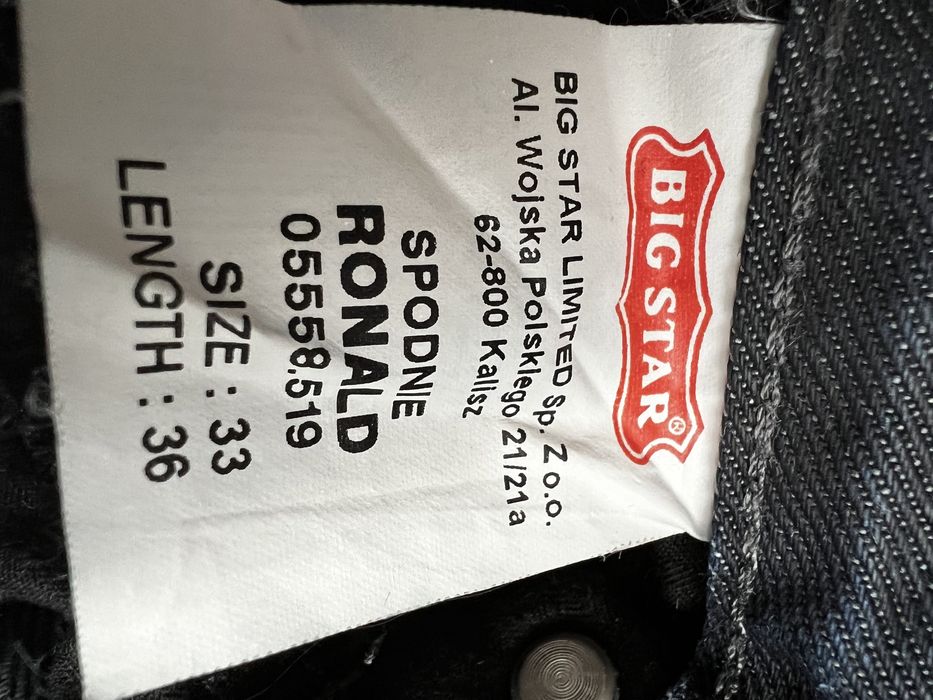 BIG STAR®
BIG STAR LIMITED Sp. Z o.o.
Al. Wojska Polskiego 21/21a
62-800 Kalisz
SPODNIE
RONALD
05558.519
SIZE : 33
LENGTH : 36